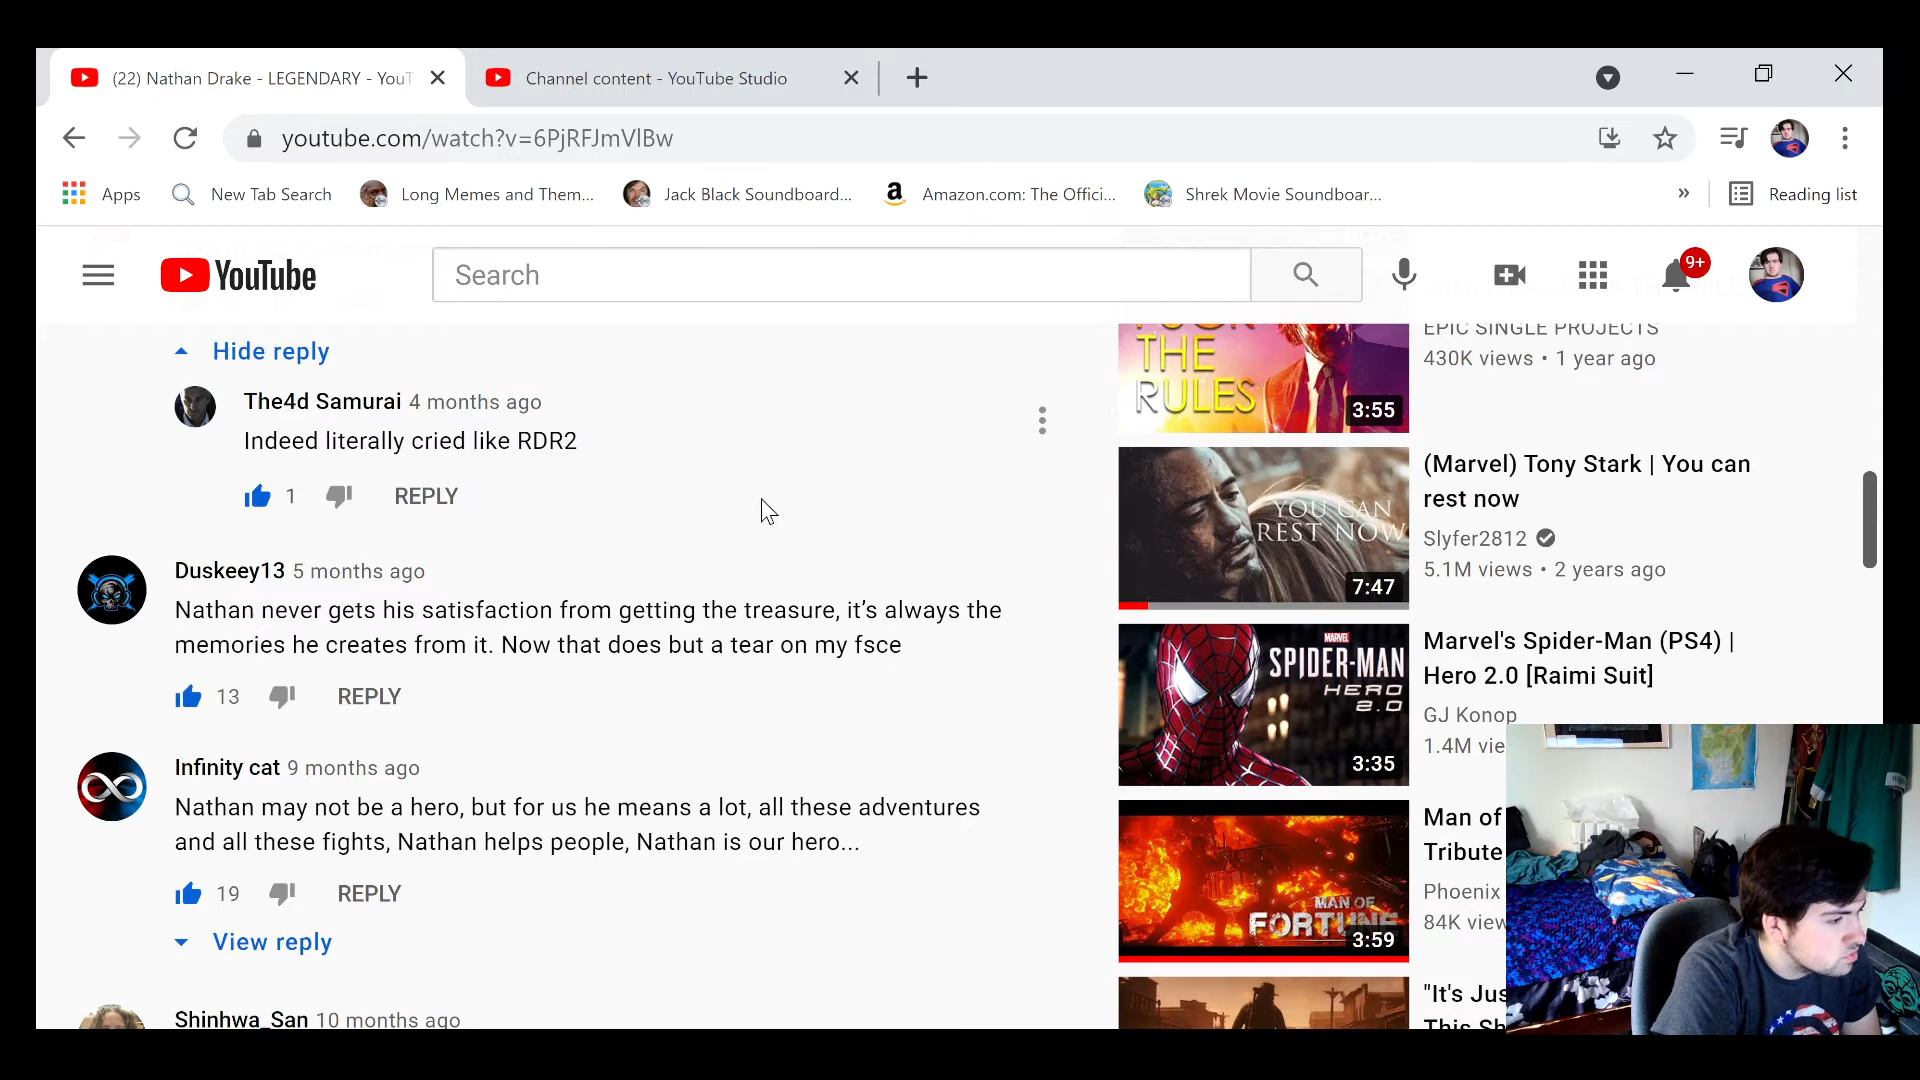 (22) Nathan Drake - LEGENDARY - YouT
Channel content - YouTube Studio
youtube.com/watch?v=6PjRFJmVlBw
Apps
New Tab Search
Long Memes and Them...
Jack Black Soundboard...
Amazon.com: The Offici...
Shrek Movie Soundboar...
»
Reading list
YouTube
Search
9+
Hide reply
The4d Samurai 4 months ago
Indeed literally cried like RDR2
1 REPLY
Duskeey13 5 months ago
Nathan never gets his satisfaction from getting the treasure, it’s always the
memories he creates from it. Now that does but a tear on my fsce
13 REPLY
Infinity cat 9 months ago
Nathan may not be a hero, but for us he means a lot, all these adventures
and all these fights, Nathan helps people, Nathan is our hero...
19 REPLY
View reply
Shinhwa_San 10 months ago
THE
RULES
3:55
EPIC SINGLE PROJECTS
430K views • 1 year ago
YOU CAN
REST NOW
7:47
(Marvel) Tony Stark | You can
rest now
Slyfer2812
5.1M views • 2 years ago
MARVEL
SPIDER-MAN
HERO
2.0
3:35
Marvel's Spider-Man (PS4) |
Hero 2.0 [Raimi Suit]
GJ Konop
1.4M vie
MAN OF
FORTUNE
3:59
Man of
Tribute
Phoenix
84K view
"It's Jus
This Sh